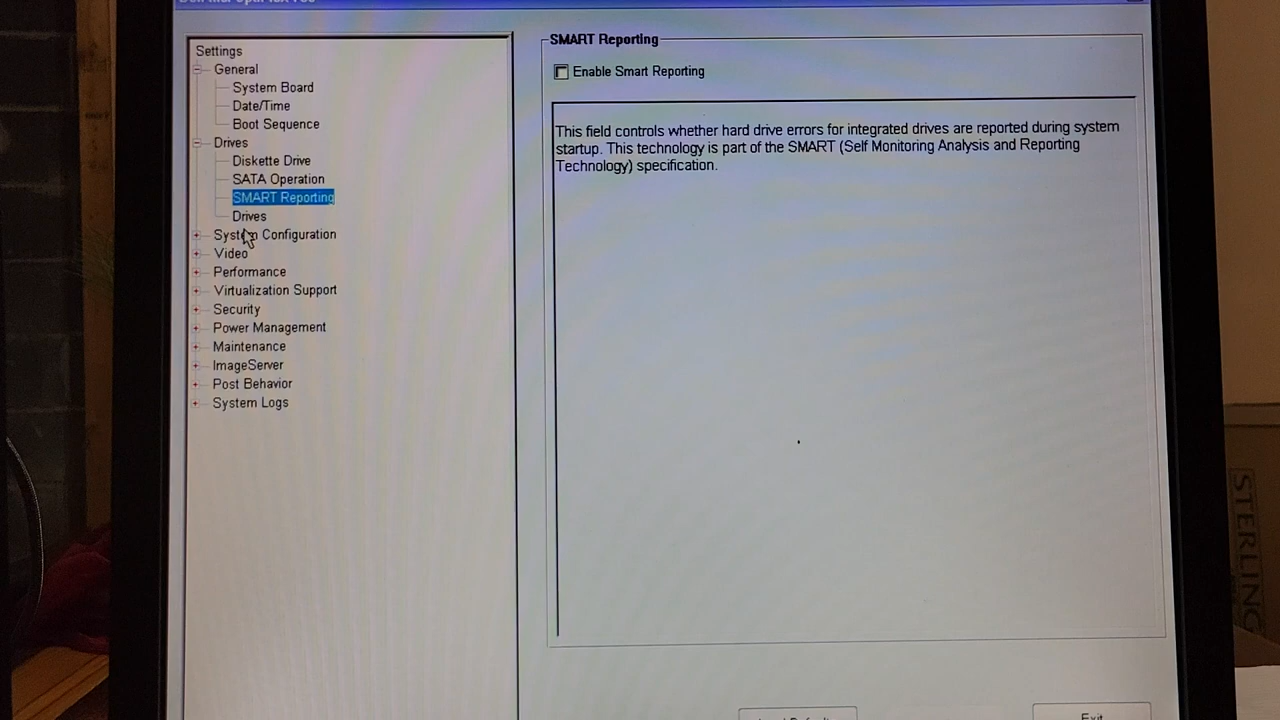 Settings
General
System Board
Date/Time
Boot Sequence
Drives
Diskette Drive
SATA Operation
SMART Reporting
Drives
System Configuration
Video
Performance
Virtualization Support
Security
Power Management
Maintenance
ImageServer
Post Behavior
System Logs
SMART Reporting
Enable Smart Reporting
This field controls whether hard drive errors for integrated drives are reported during system
startup. This technology is part of the SMART (Self Monitoring Analysis and Reporting
Technology) specification.
Exit
STERLING